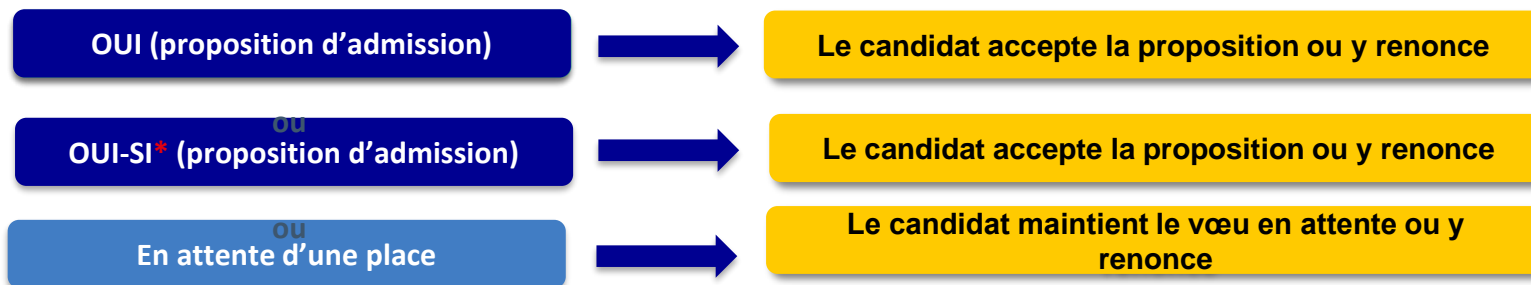 OUI (proposition d’admission)
Le candidat accepte la proposition ou y renonce
ou
OUI-SI* (proposition d’admission)
Le candidat accepte la proposition ou y renonce
ou
En attente d’une place
Le candidat maintient le vœu en attente ou y
renonce